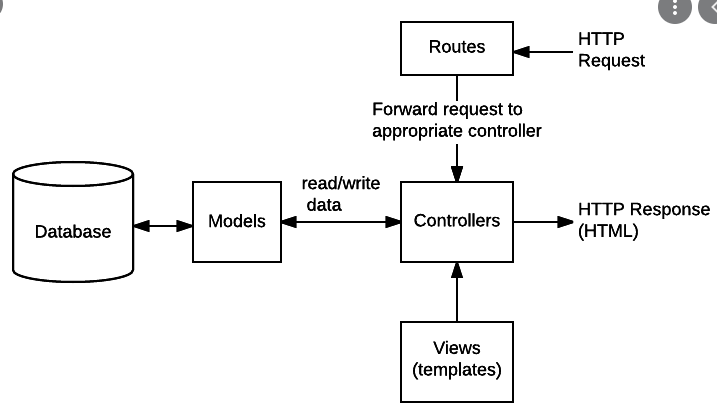 Routes
HTTP
Request
Forward request to
appropriate controller
read/write
data
Database
Models
Controllers
HTTP Response
(HTML)
Views
(templates)